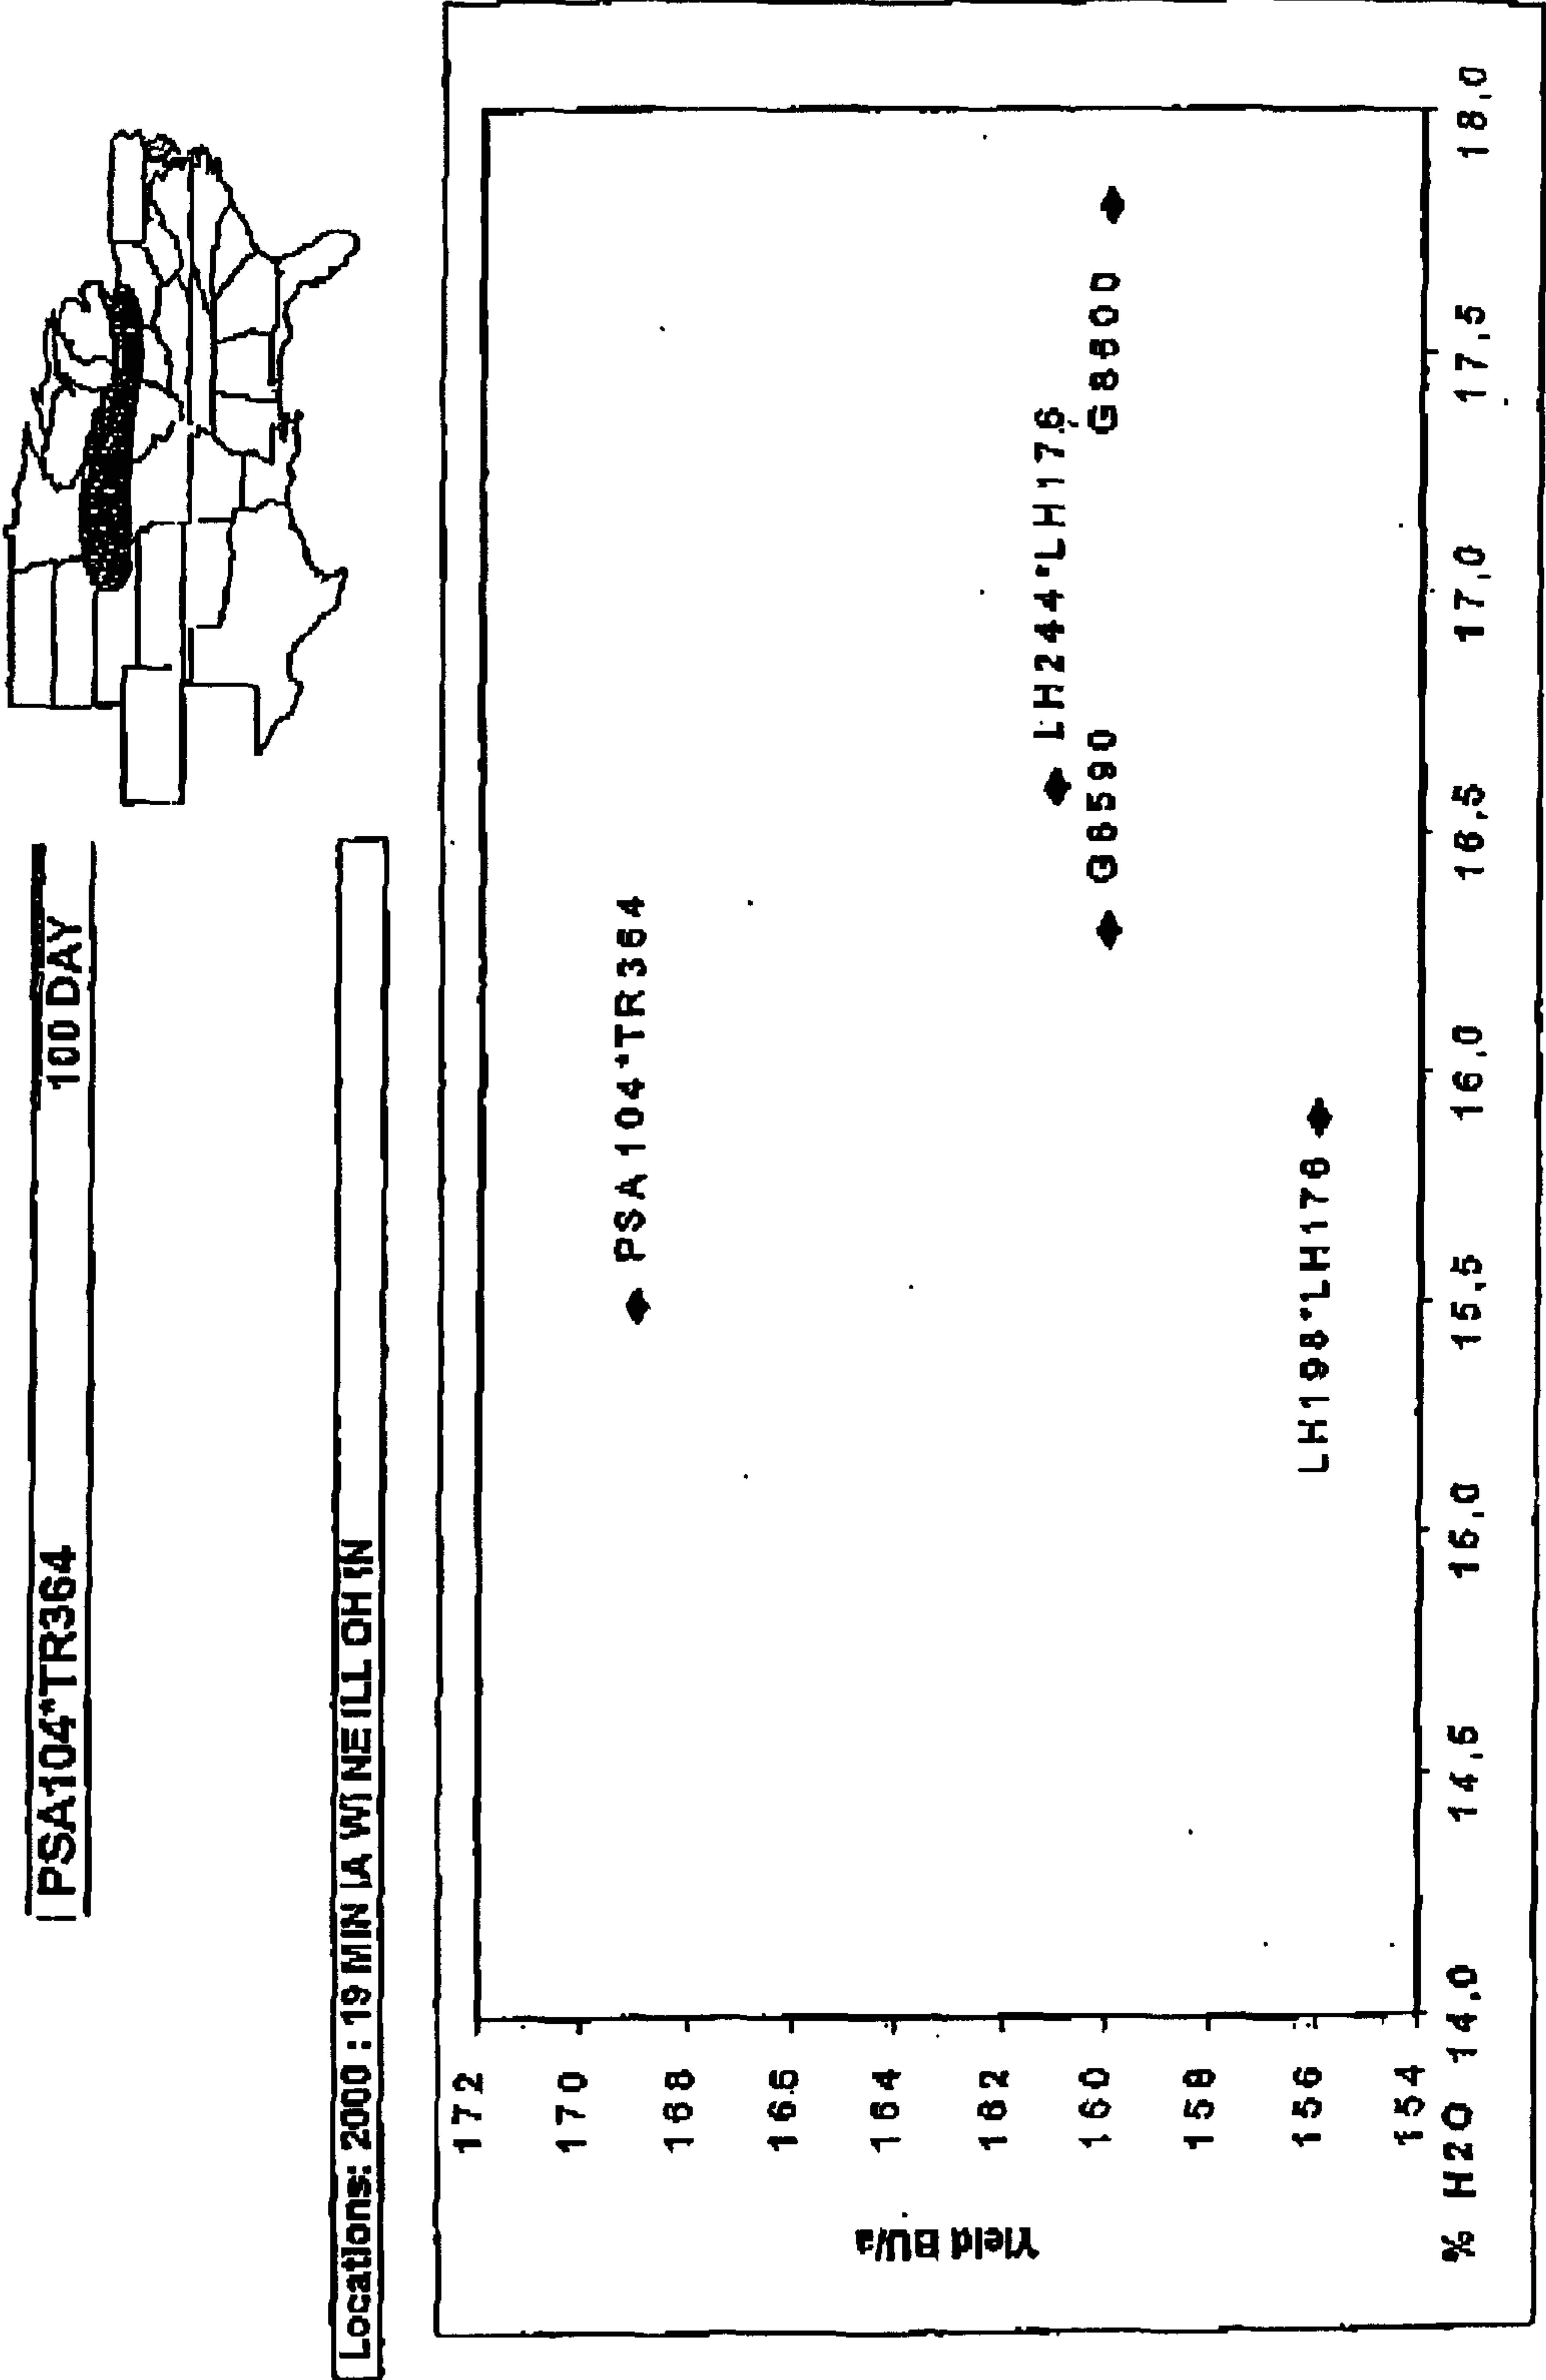 PSA104*TR364 100 DAY
Locations: 2000 : 19 MIN IA WI NE ILL OH IN
Yield BU/a
172
170
168
166
164
162
160
158
156
154
PSA104*TR364
LH244*LH176
G8590
G8600
LH198*LH176
% H2O 14.0 14.5 15.0 15.5 16.0 16.5 17.0 17.5 18.0